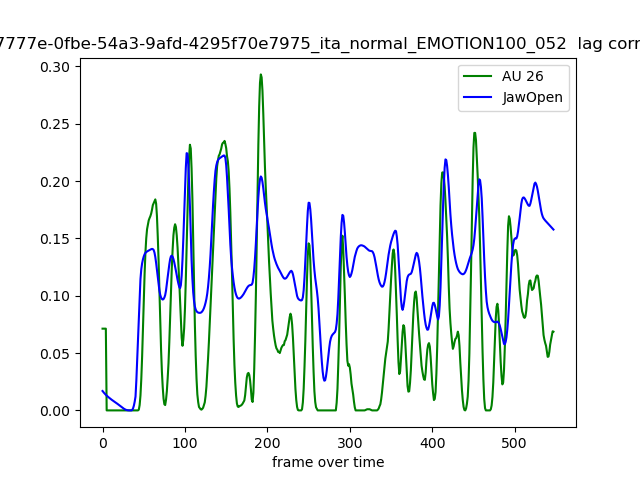 7777e-0fbe-54a3-9afd-4295f70e7975_ita_normal_EMOTION100_052 lag corr
0.30
0.25
0.20
0.15
0.10
0.05
0.00
AU 26
JawOpen
0 100 200 300 400 500
frame over time